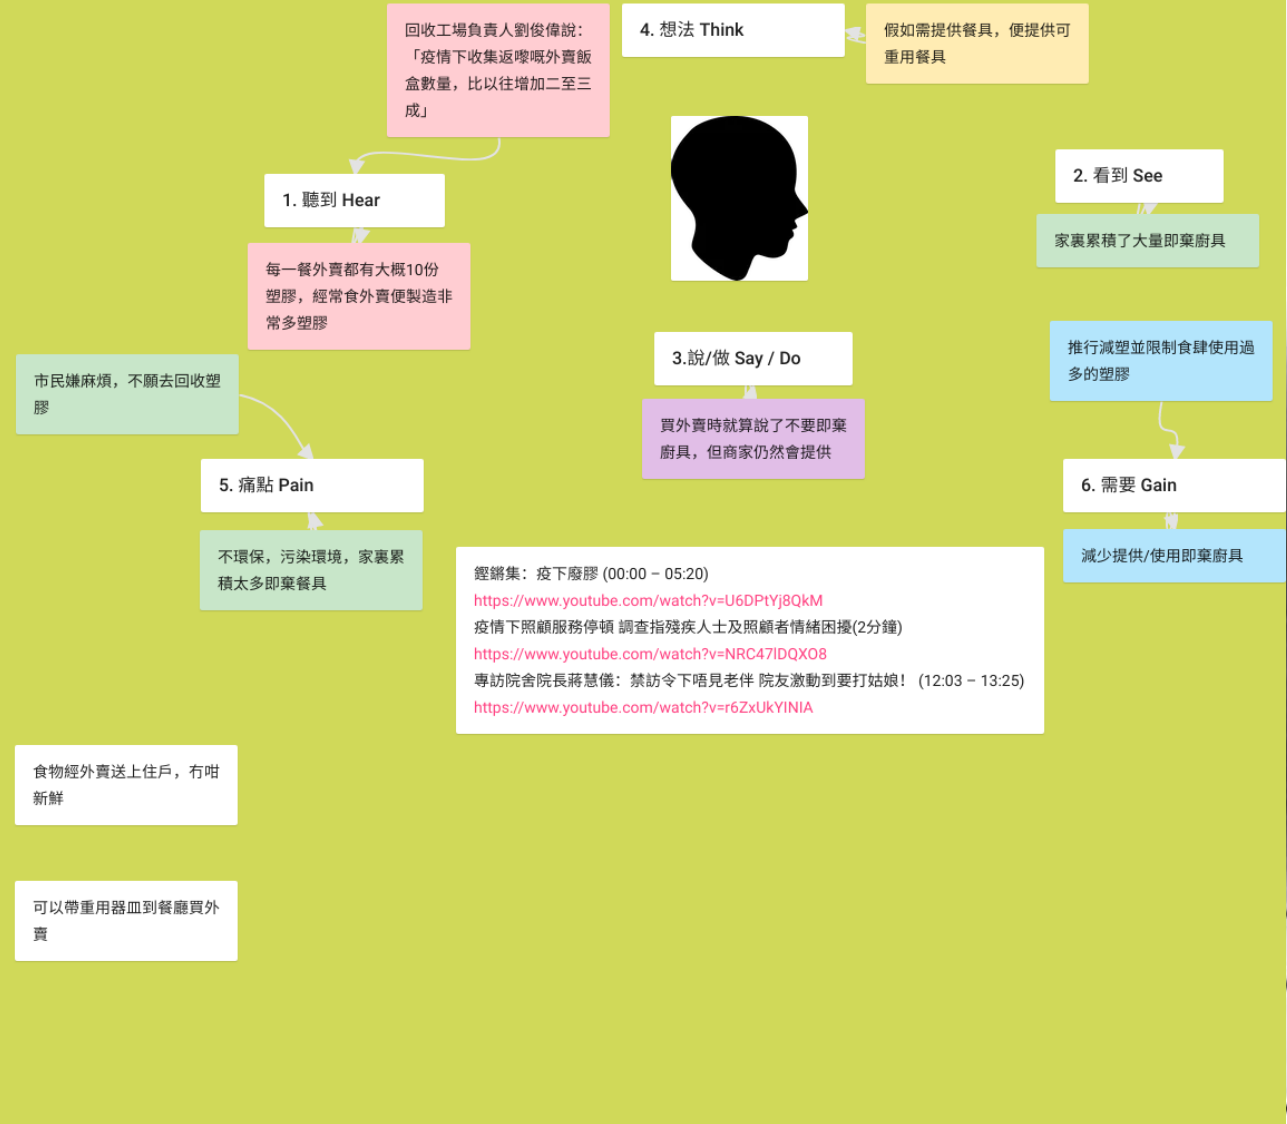 回收工場負責人劉俊偉說：
「疫情下收集返嚟嘅外賣飯
盒數量，比以往增加二至三
成」
4. 想法 Think
假如需提供餐具，便提供可
重用餐具
1. 聽到 Hear
2. 看到 See
家裏累積了大量即棄廚具
每一餐外賣都有大概10份
塑膠，經常食外賣便製造非
常多塑膠
3.說/做 Say / Do
推行減塑並限制食肆使用過
多的塑膠
市民嫌麻煩，不願去回收塑
膠
買外賣時就算說了不要即棄
廚具，但商家仍然會提供
5. 痛點 Pain
6. 需要 Gain
不環保，污染環境，家裏累
積太多即棄餐具
減少提供/使用即棄廚具
鏗鏘集：疫下廢膠 (00:00 – 05:20)
https://www.youtube.com/watch?v=U6DPtYj8QkM
疫情下照顧服務停頓 調查指殘疾人士及照顧者情緒困擾(2分鐘)
https://www.youtube.com/watch?v=NRC47lDQXO8
專訪院舍院長蔣慧儀：禁訪令下唔見老伴 院友激動到要打姑娘！ (12:03 – 13:25)
https://www.youtube.com/watch?v=r6ZxUkYINIA
食物經外賣送上住戶，冇咁
新鮮
可以帶重用器皿到餐廳買外
賣